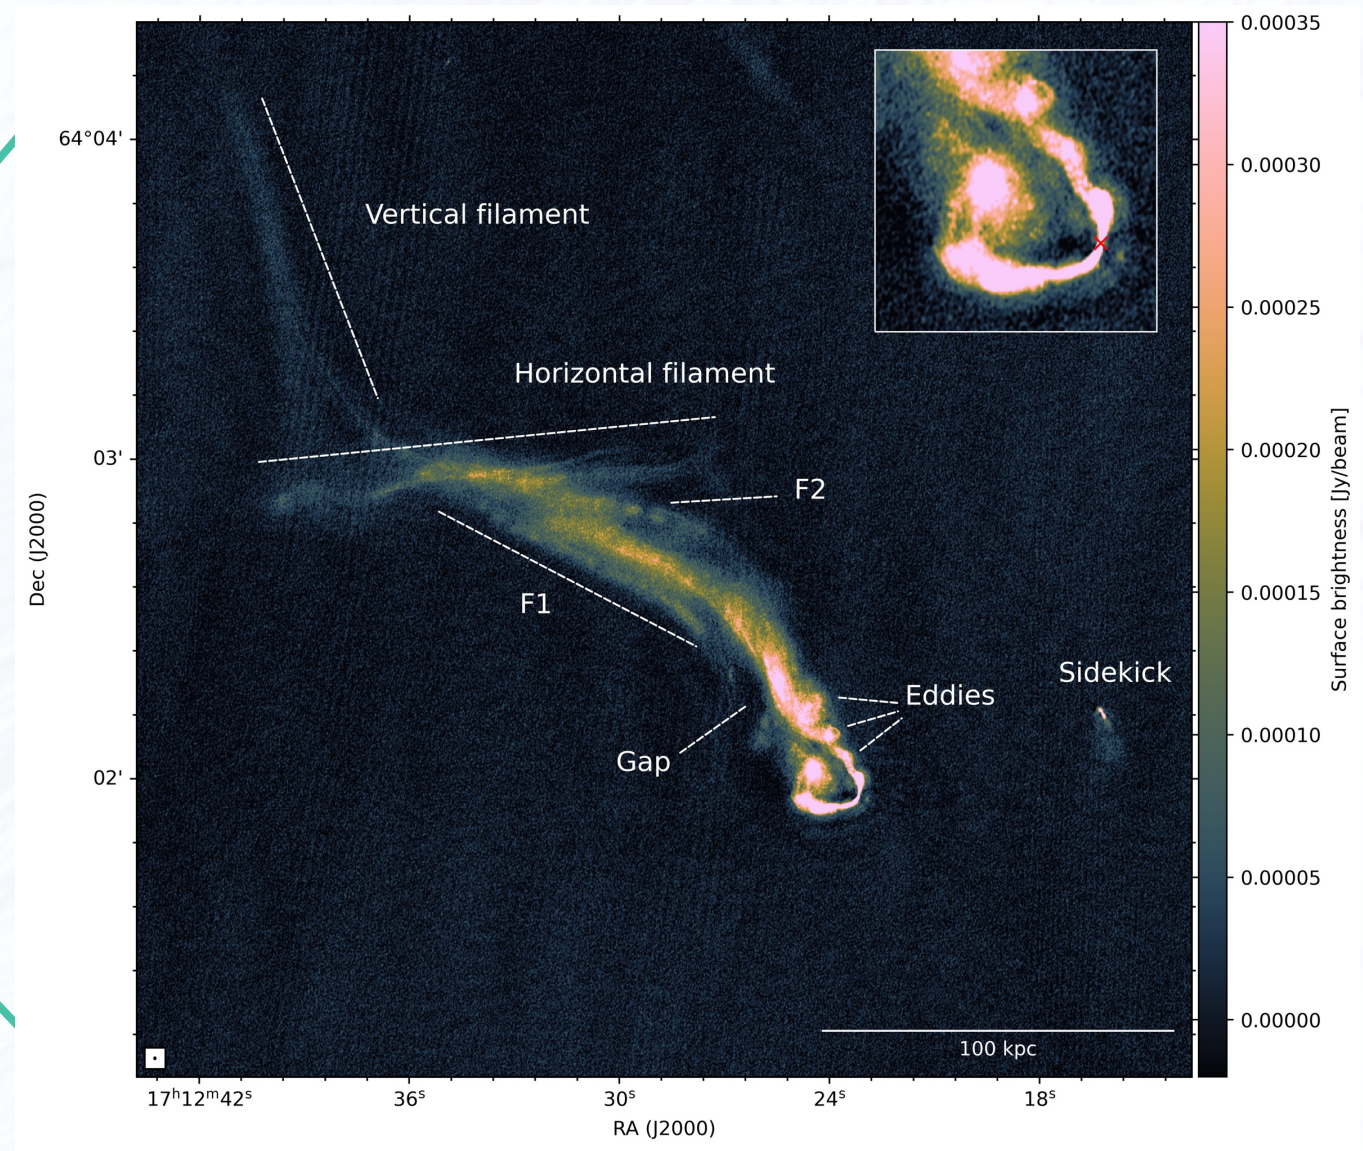 Vertical filament
Horizontal filament
F2
F1
Eddies
Sidekick
Gap
100 kpc
64°04'
03'
02'
Dec (J2000)
17ʰ12ᵐ42ˢ
36ˢ
30ˢ
24ˢ
18ˢ
RA (J2000)
0.00035
0.00030
0.00025
0.00020
0.00015
0.00010
0.00005
0.00000
Surface brightness [Jy/beam]